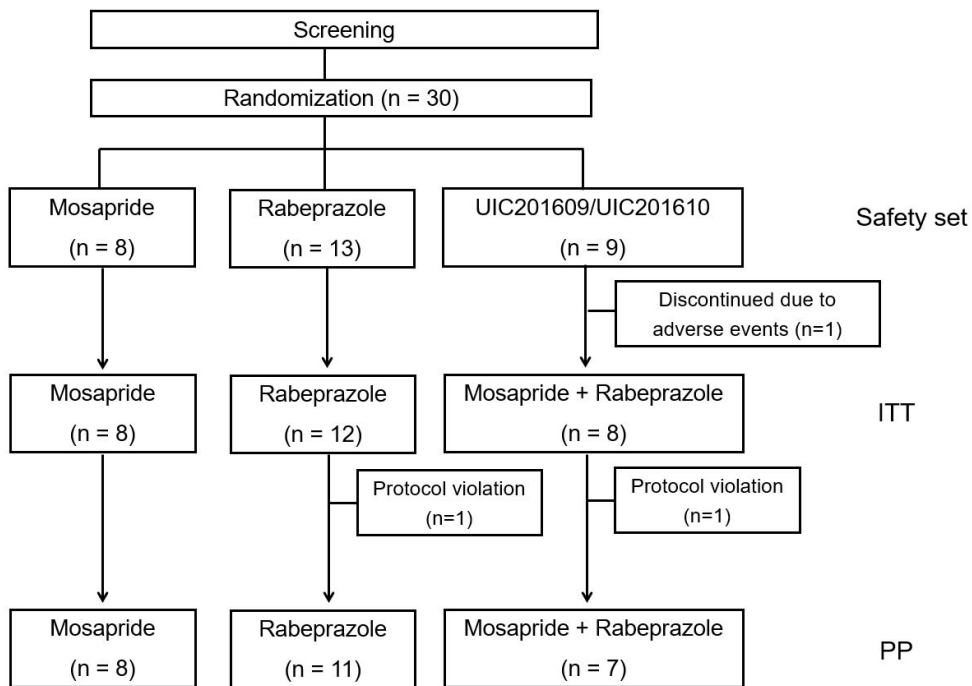 Screening
Randomization (n = 30)
Mosapride
(n = 8)
Rabeprazole
(n = 13)
UIC201609/UIC201610
(n = 9)
Safety set
Discontinued due to
adverse events (n=1)
Mosapride
(n = 8)
Rabeprazole
(n = 12)
Mosapride + Rabeprazole
(n = 8)
ITT
Protocol violation
(n=1)
Protocol violation
(n=1)
Mosapride
(n = 8)
Rabeprazole
(n = 11)
Mosapride + Rabeprazole
(n = 7)
PP